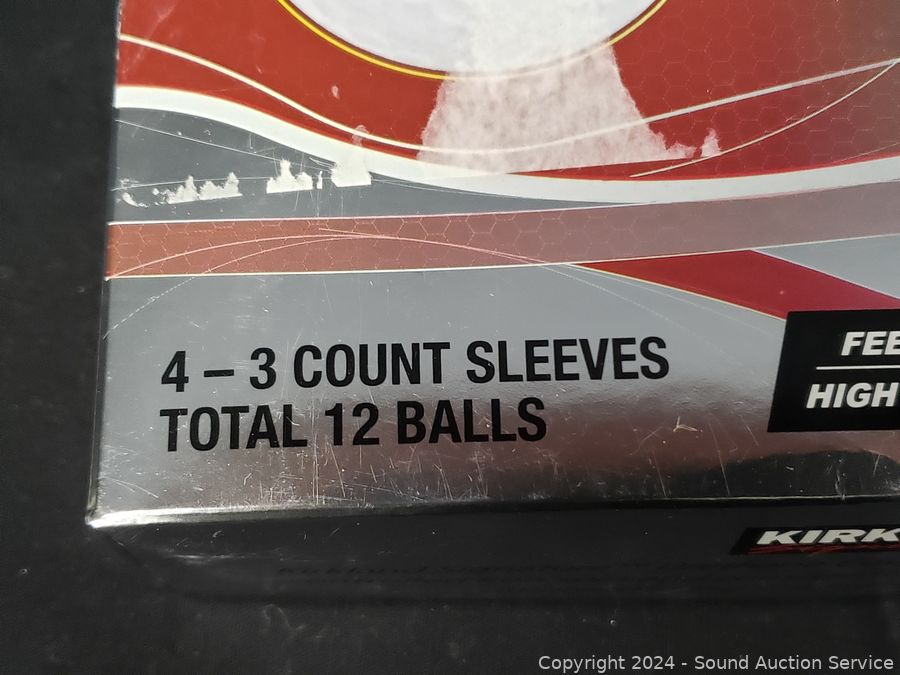 4 – 3 COUNT SLEEVES
TOTAL 12 BALLS
FEE
HIGH
KIRK
Copyright 2024 - Sound Auction Service